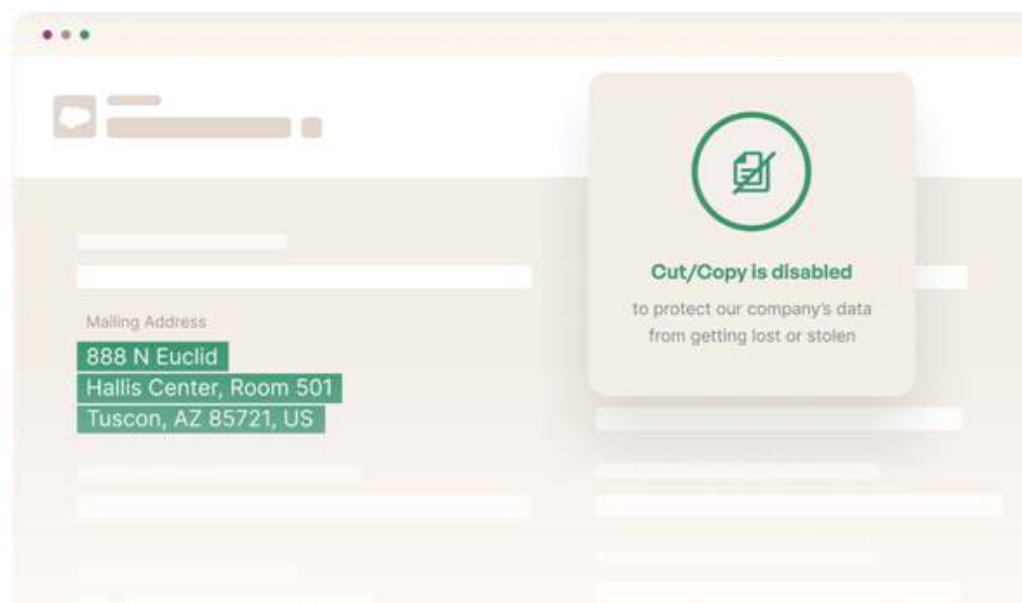 Mailing Address
888 N Euclid
Hallis Center, Room 501
Tuscon, AZ 85721, US
Cut/Copy is disabled
to protect our company's data
from getting lost or stolen